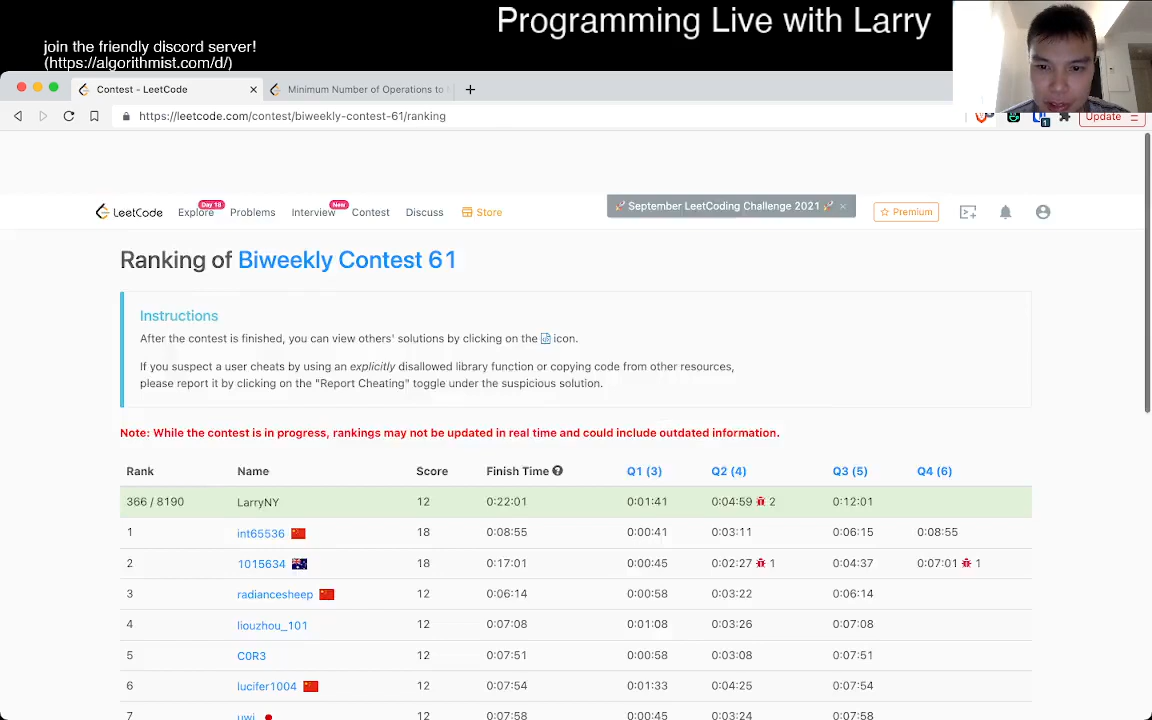 Programming Live with Larry
join the friendly discord server!
(https://algorithmist.com/d/)
Contest - LeetCode
Minimum Number of Operations to
https://leetcode.com/contest/biweekly-contest-61/ranking
1
Update
LeetCode
Explore
Day 18
Problems
Interview
New
Contest
Discuss
Store
🚀 September LeetCoding Challenge 2021 🚀
Premium
Ranking of Biweekly Contest 61
Instructions
After the contest is finished, you can view others' solutions by clicking on the icon.
If you suspect a user cheats by using an explicitly disallowed library function or copying code from other resources,
please report it by clicking on the "Report Cheating" toggle under the suspicious solution.
Note: While the contest is in progress, rankings may not be updated in real time and could include outdated information.
Rank Name Score Finish Time Q1 (3) Q2 (4) Q3 (5) Q4 (6)
366 / 8190 LarryNY 12 0:22:01 0:01:41 0:04:59 2 0:12:01
1 int65536 18 0:08:55 0:00:41 0:03:11 0:06:15 0:08:55
2 1015634 18 0:17:01 0:00:45 0:02:27 1 0:04:37 0:07:01 1
3 radiancesheep 12 0:06:14 0:00:58 0:03:22 0:06:14
4 liouzhou_101 12 0:07:08 0:01:08 0:03:26 0:07:08
5 C0R3 12 0:07:51 0:00:58 0:03:08 0:07:51
6 lucifer1004 12 0:07:54 0:01:33 0:04:25 0:07:54
7 uwi 12 0:07:58 0:00:45 0:03:24 0:07:58